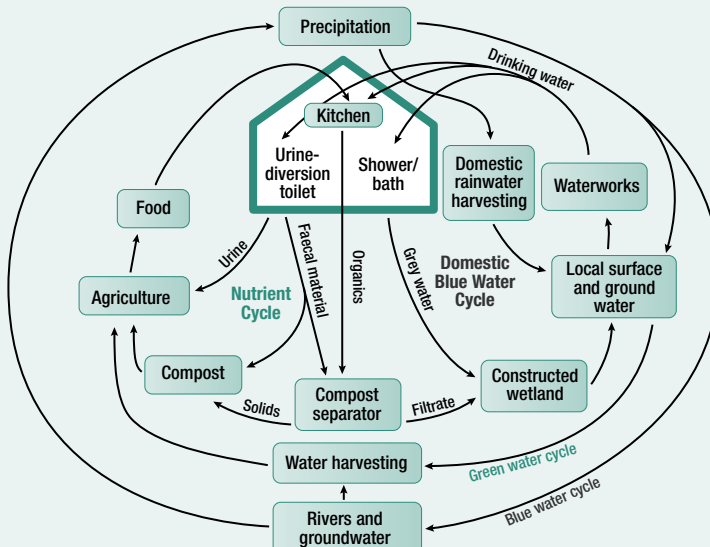 Precipitation
Drinking water
Kitchen
Urine-
diversion
toilet
Shower/
bath
Domestic
rainwater
harvesting
Waterworks
Food
Urine
Faecal material
Organics
Grey water
Domestic
Blue Water
Cycle
Local surface
and ground
water
Agriculture
Nutrient
Cycle
Compost
Solids
Compost
separator
Filtrate
Constructed
wetland
Water harvesting
Green water cycle
Blue water cycle
Rivers and
groundwater